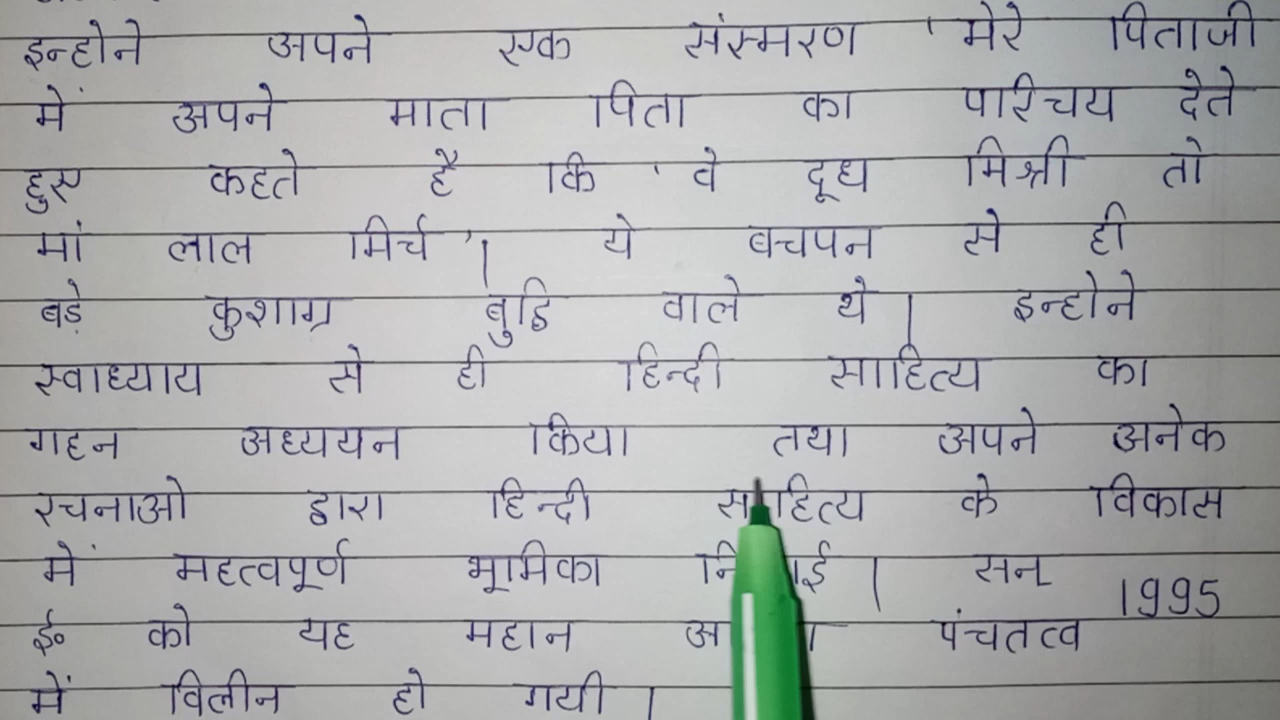 इन्होने अपने एक संस्मरण ' मेरे पिताजी
में अपने माता पिता का परिचय देते
हुए कहते है कि ' वे दूध मिश्री तो
मां लाल मिर्च '। ये बचपन से ही
बड़े कुशाग्र बुद्धि वाले थे। इन्होने
स्वाध्याय से ही हिन्दी साहित्य का
गहन अध्ययन किया तथा अपने अनेक
रचनाओ द्वारा हिन्दी साहित्य के विकास
में महत्वपूर्ण भूमिका । सन् 1995
ई० को यह महान पंचतत्व
में विलीन हो गयी ।